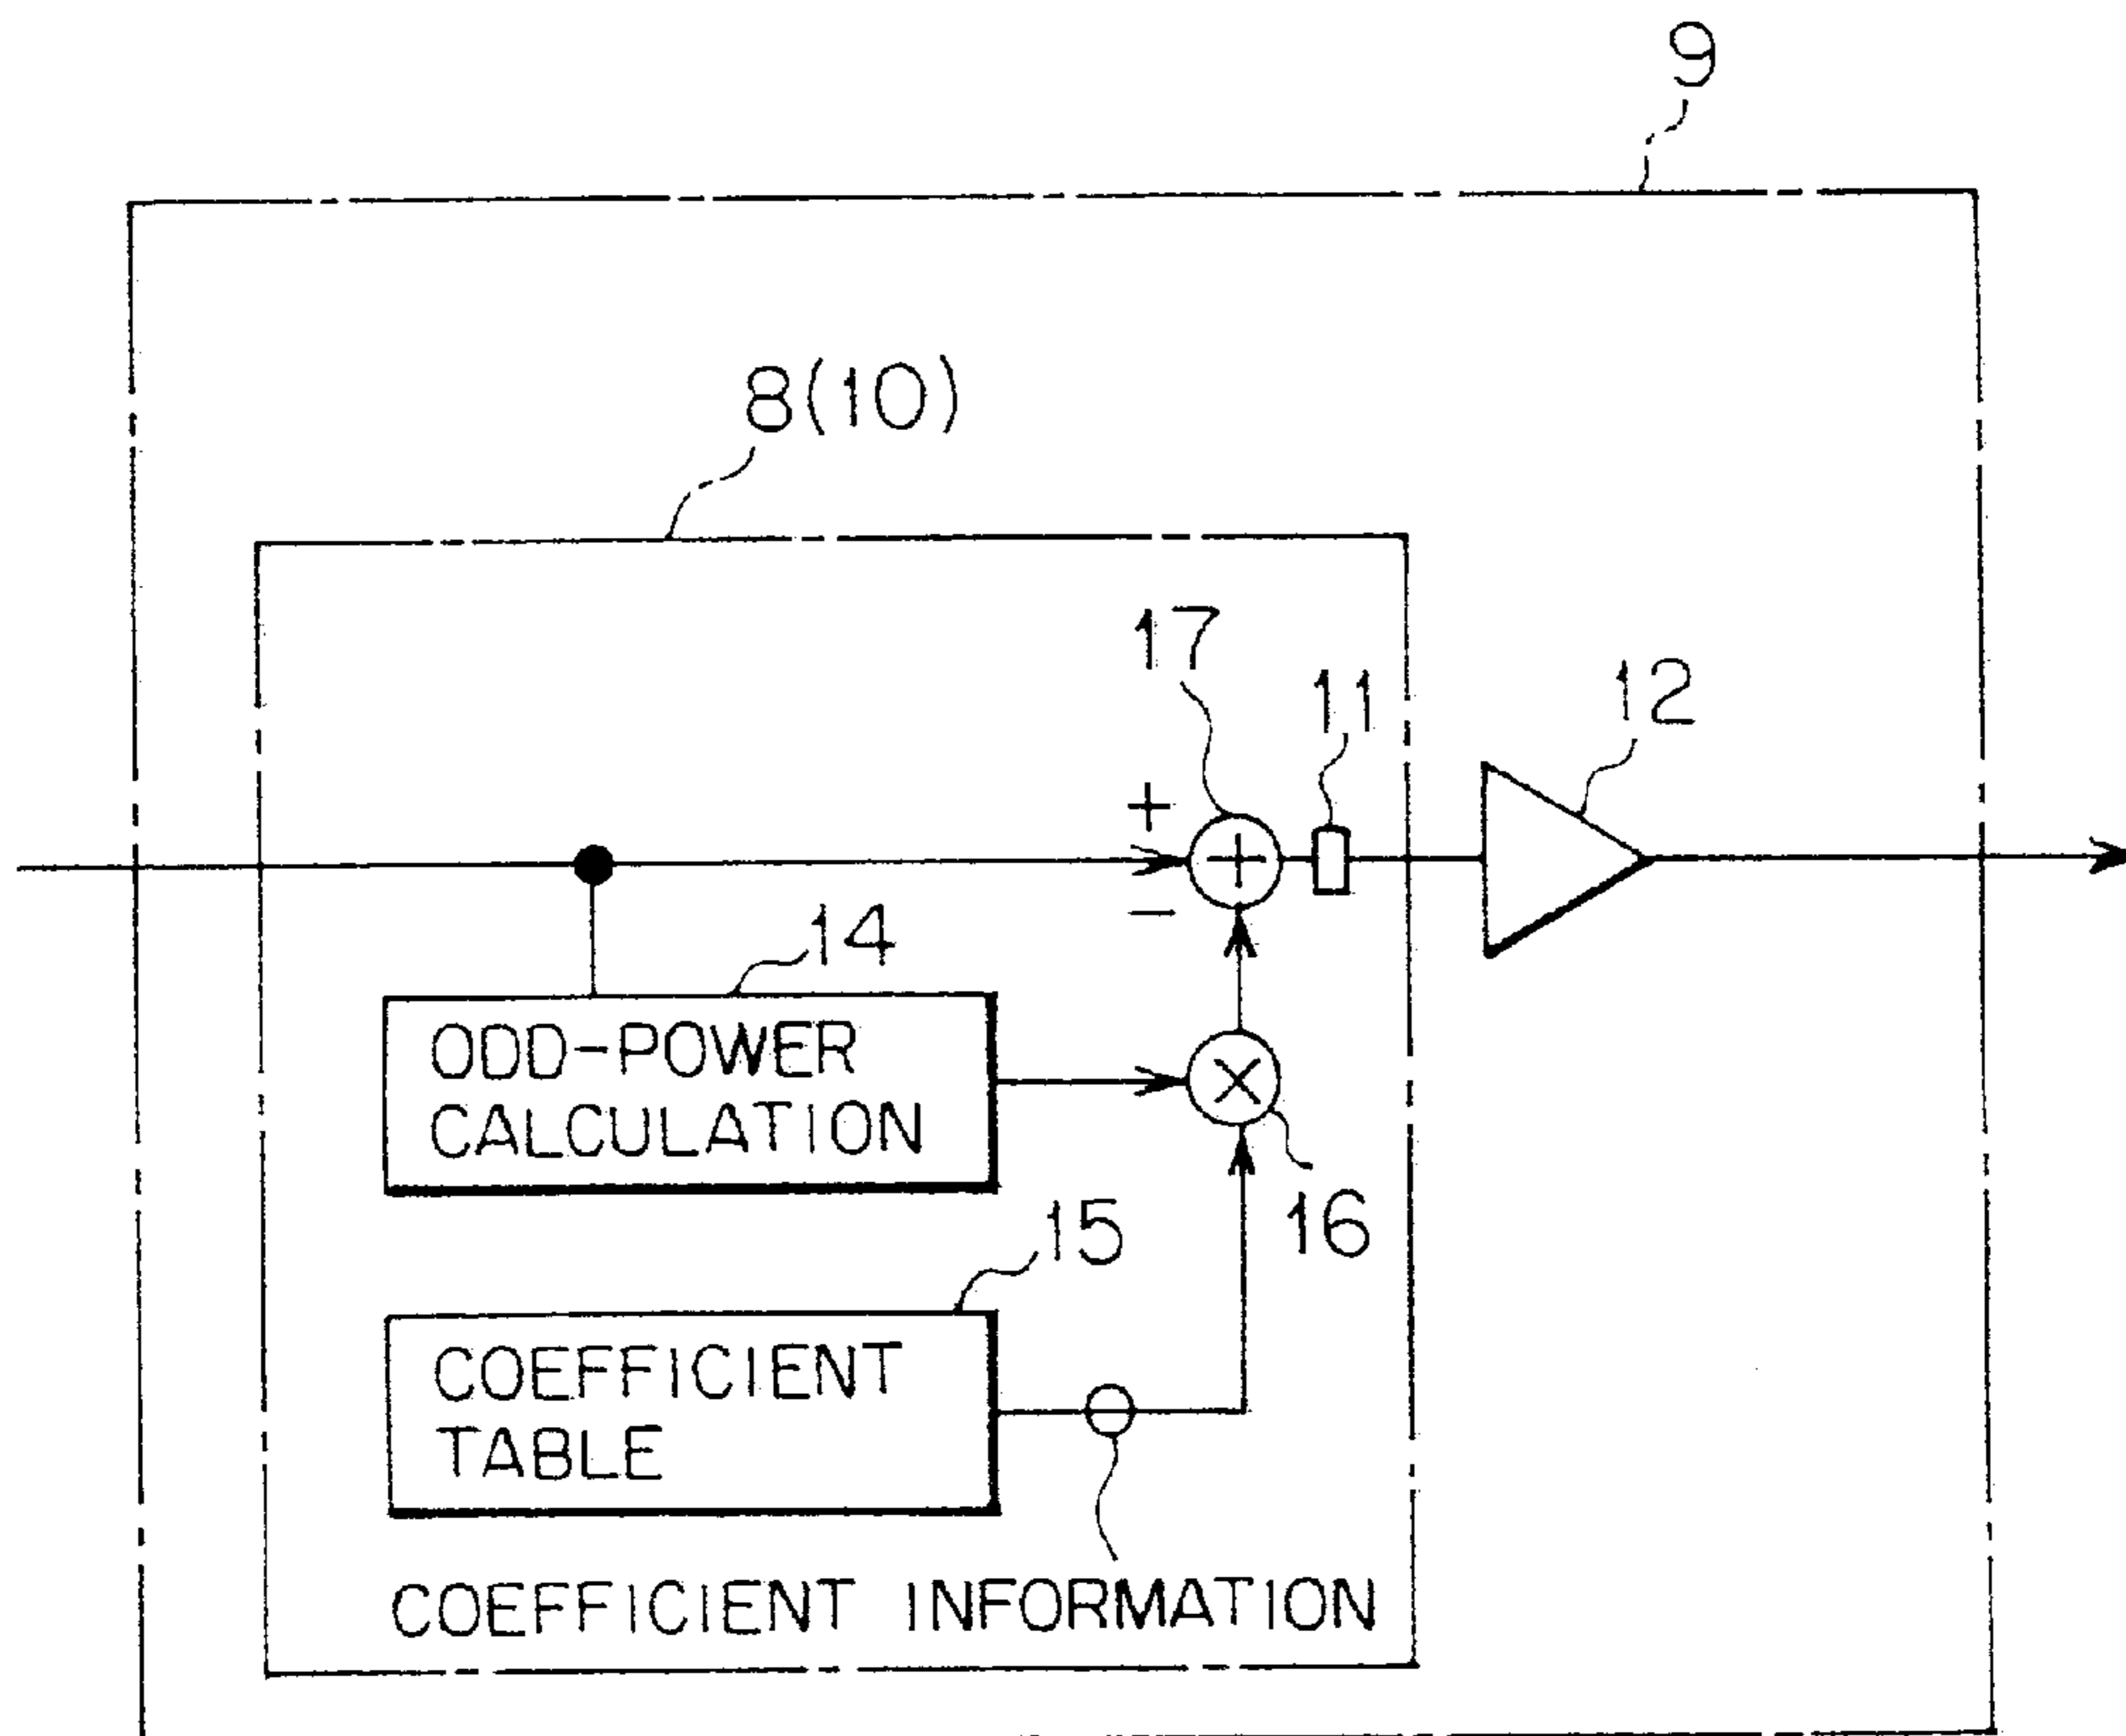 9
8(10)
17
11
12
+
−
14
ODD-POWER
CALCULATION
16
15
COEFFICIENT
TABLE
COEFFICIENT INFORMATION